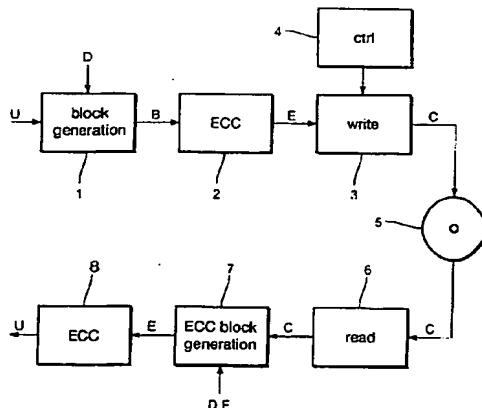 4
ctrl
D
U
block
generation
B
ECC
E
write
C
1
2
3
5
8
7
6
U
ECC
E
ECC block
generation
C
read
C
D,F